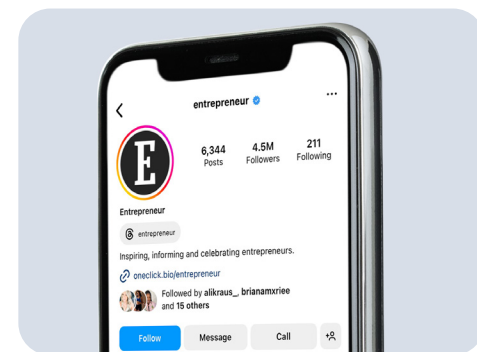 entrepreneur
E
6,344 4.5M 211
Posts Followers Following
Entrepreneur
entrepreneur
Inspiring, informing and celebrating entrepreneurs.
oneclick.bio/entrepreneur
Followed by alikraus_, brianamxriee
and 15 others
Follow Message Call